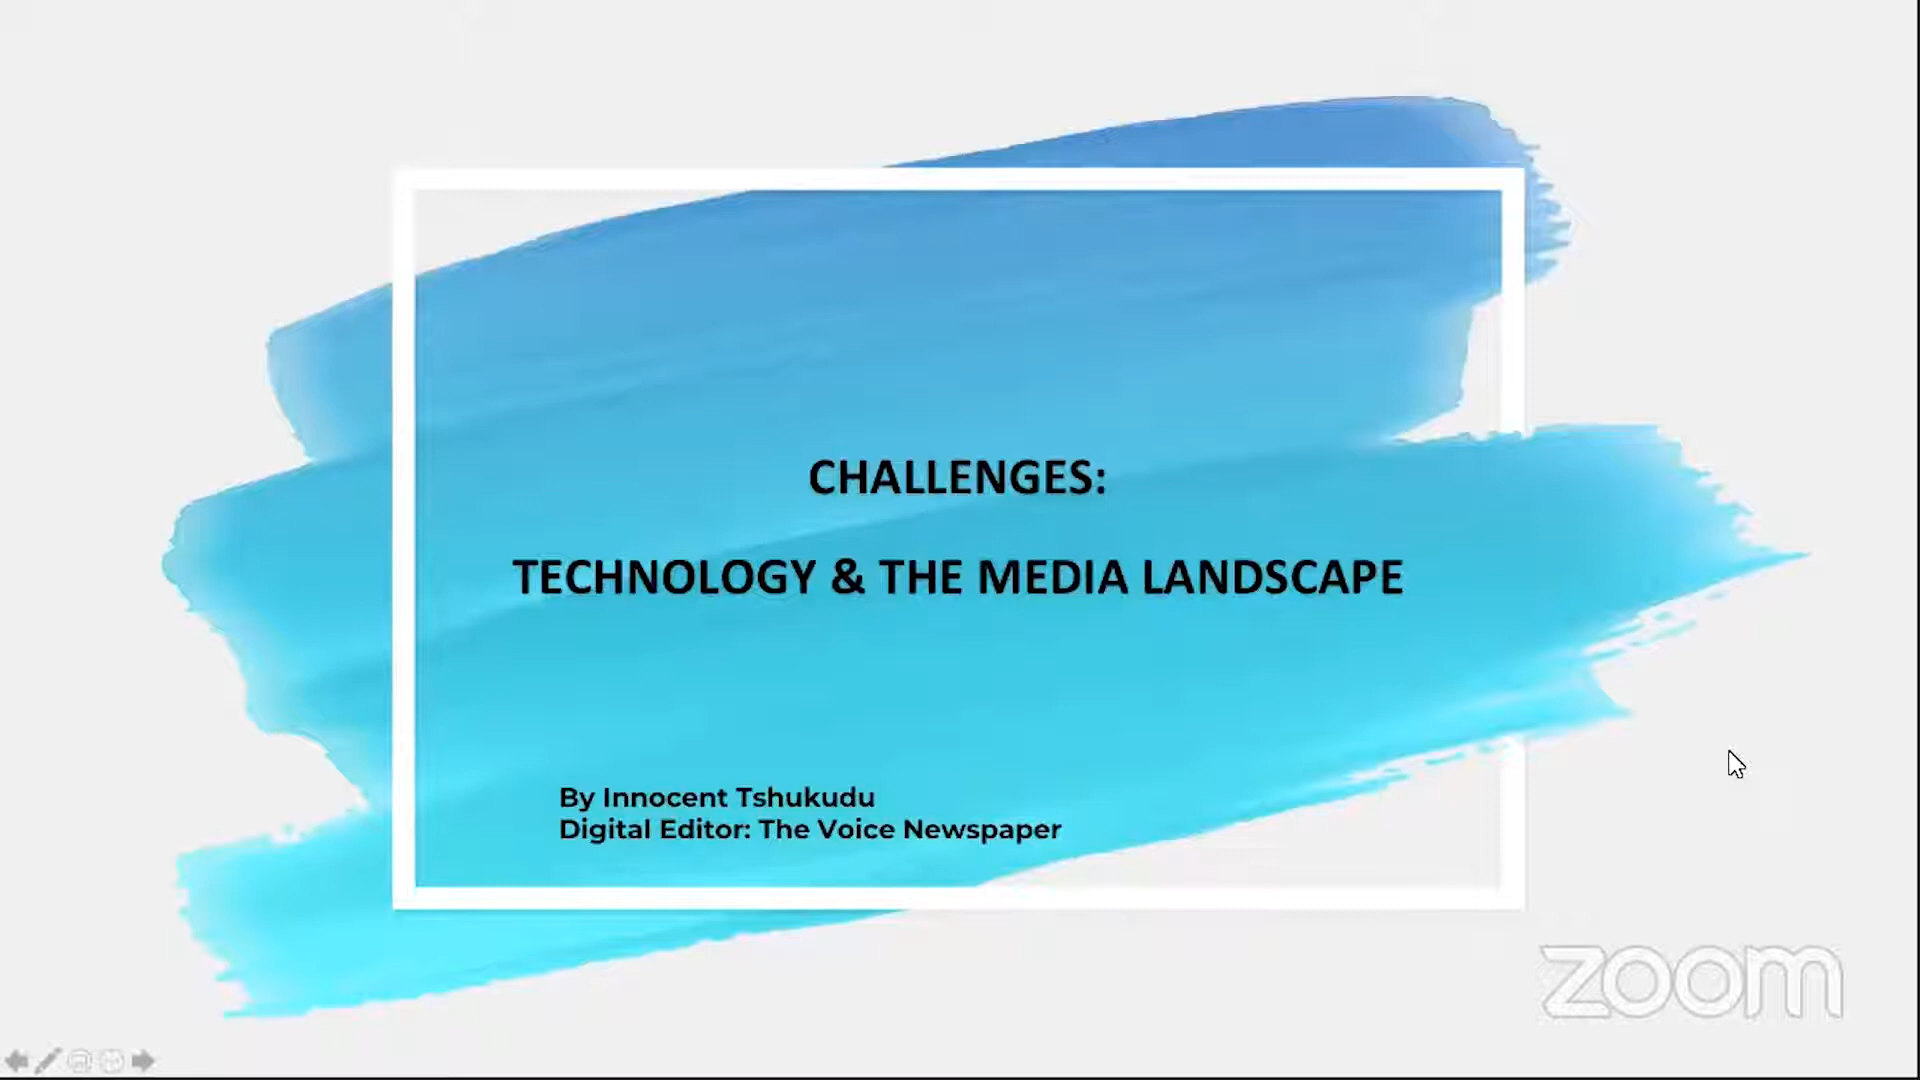 CHALLENGES:
TECHNOLOGY & THE MEDIA LANDSCAPE
By Innocent Tshukudu
Digital Editor: The Voice Newspaper
zoom